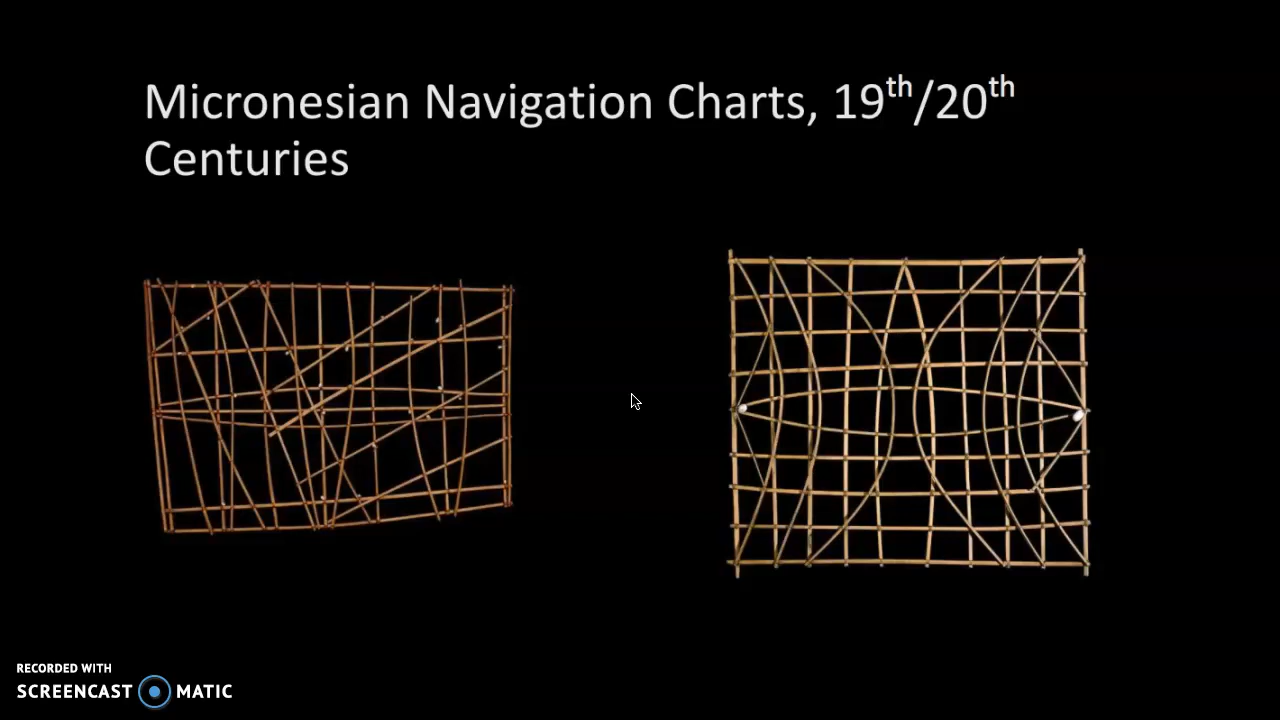 Micronesian Navigation Charts, 19th/20th
Centuries
RECORDED WITH
SCREENCAST MATIC